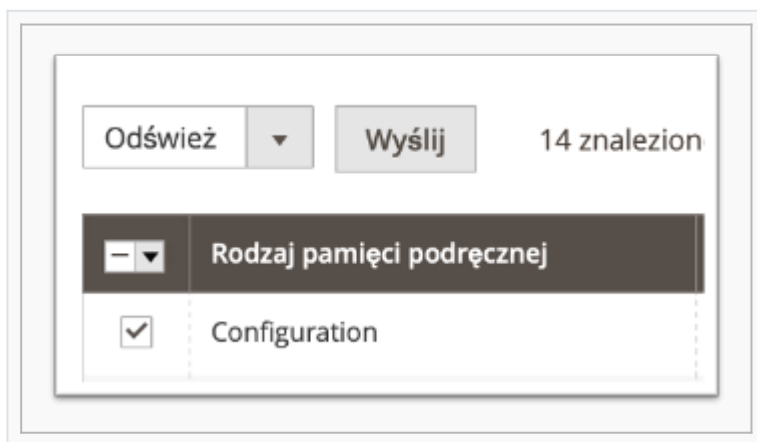 Odśwież Wyślij 14 znalezion
Rodzaj pamięci podręcznej
Configuration